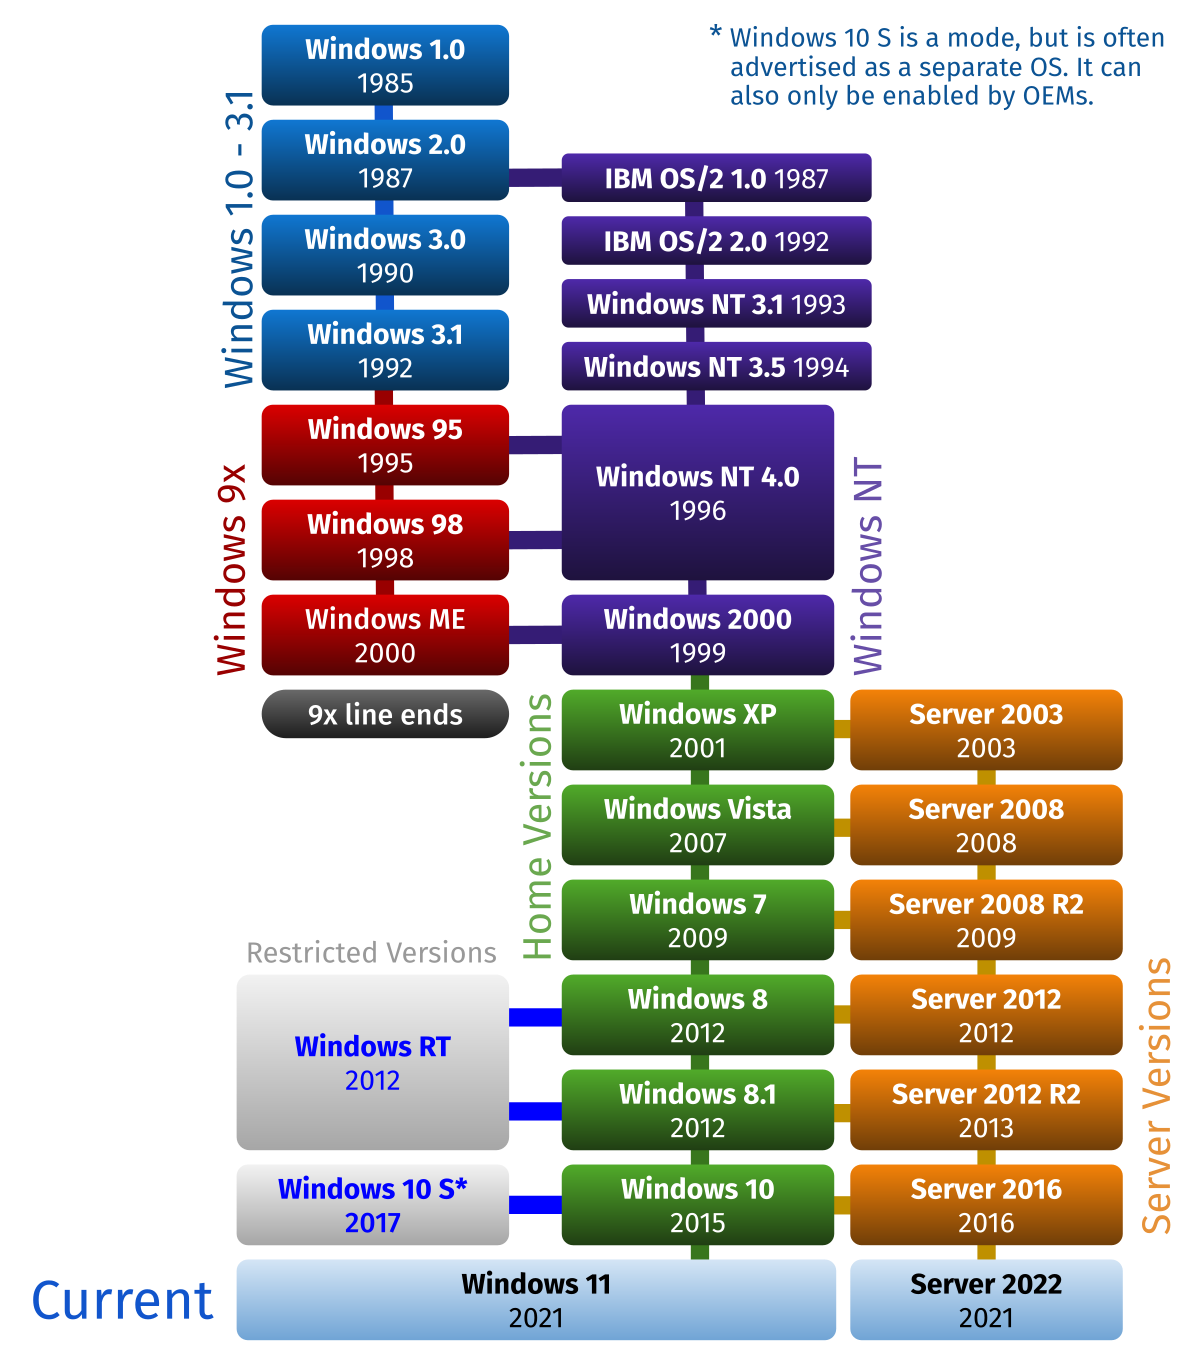 * Windows 10 S is a mode, but is often
advertised as a separate OS. It can
also only be enabled by OEMs.
Windows 1.0 - 3.1
Windows 1.0
1985
Windows 2.0
1987
Windows 3.0
1990
Windows 3.1
1992
IBM OS/2 1.0 1987
IBM OS/2 2.0 1992
Windows NT 3.1 1993
Windows NT 3.5 1994
Windows 9x
Windows 95
1995
Windows 98
1998
Windows ME
2000
9x line ends
Windows NT 4.0
1996
Windows 2000
1999
Windows NT
Home Versions
Windows XP
2001
Windows Vista
2007
Windows 7
2009
Windows 8
2012
Windows 8.1
2012
Windows 10
2015
Server 2003
2003
Server 2008
2008
Server 2008 R2
2009
Server 2012
2012
Server 2012 R2
2013
Server 2016
2016
Server Versions
Restricted Versions
Windows RT
2012
Windows 10 S*
2017
Current
Windows 11
2021
Server 2022
2021